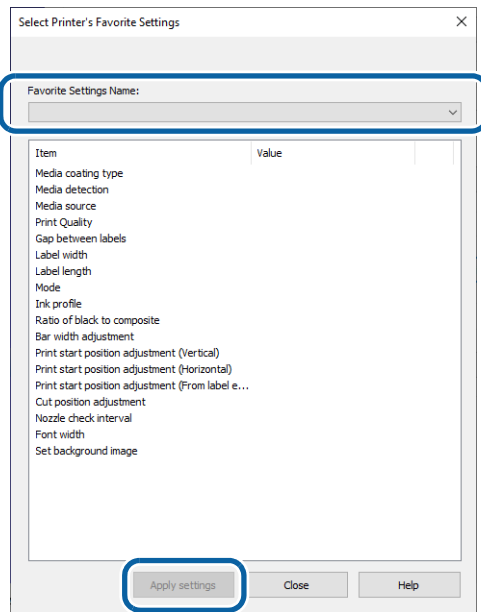 Select Printer's Favorite Settings
Favorite Settings Name:
Item Value
Media coating type
Media detection
Media source
Print Quality
Gap between labels
Label width
Label length
Mode
Ink profile
Ratio of black to composite
Bar width adjustment
Print start position adjustment (Vertical)
Print start position adjustment (Horizontal)
Print start position adjustment (From label e...
Cut position adjustment
Nozzle check interval
Font width
Set background image
Apply settings Close Help